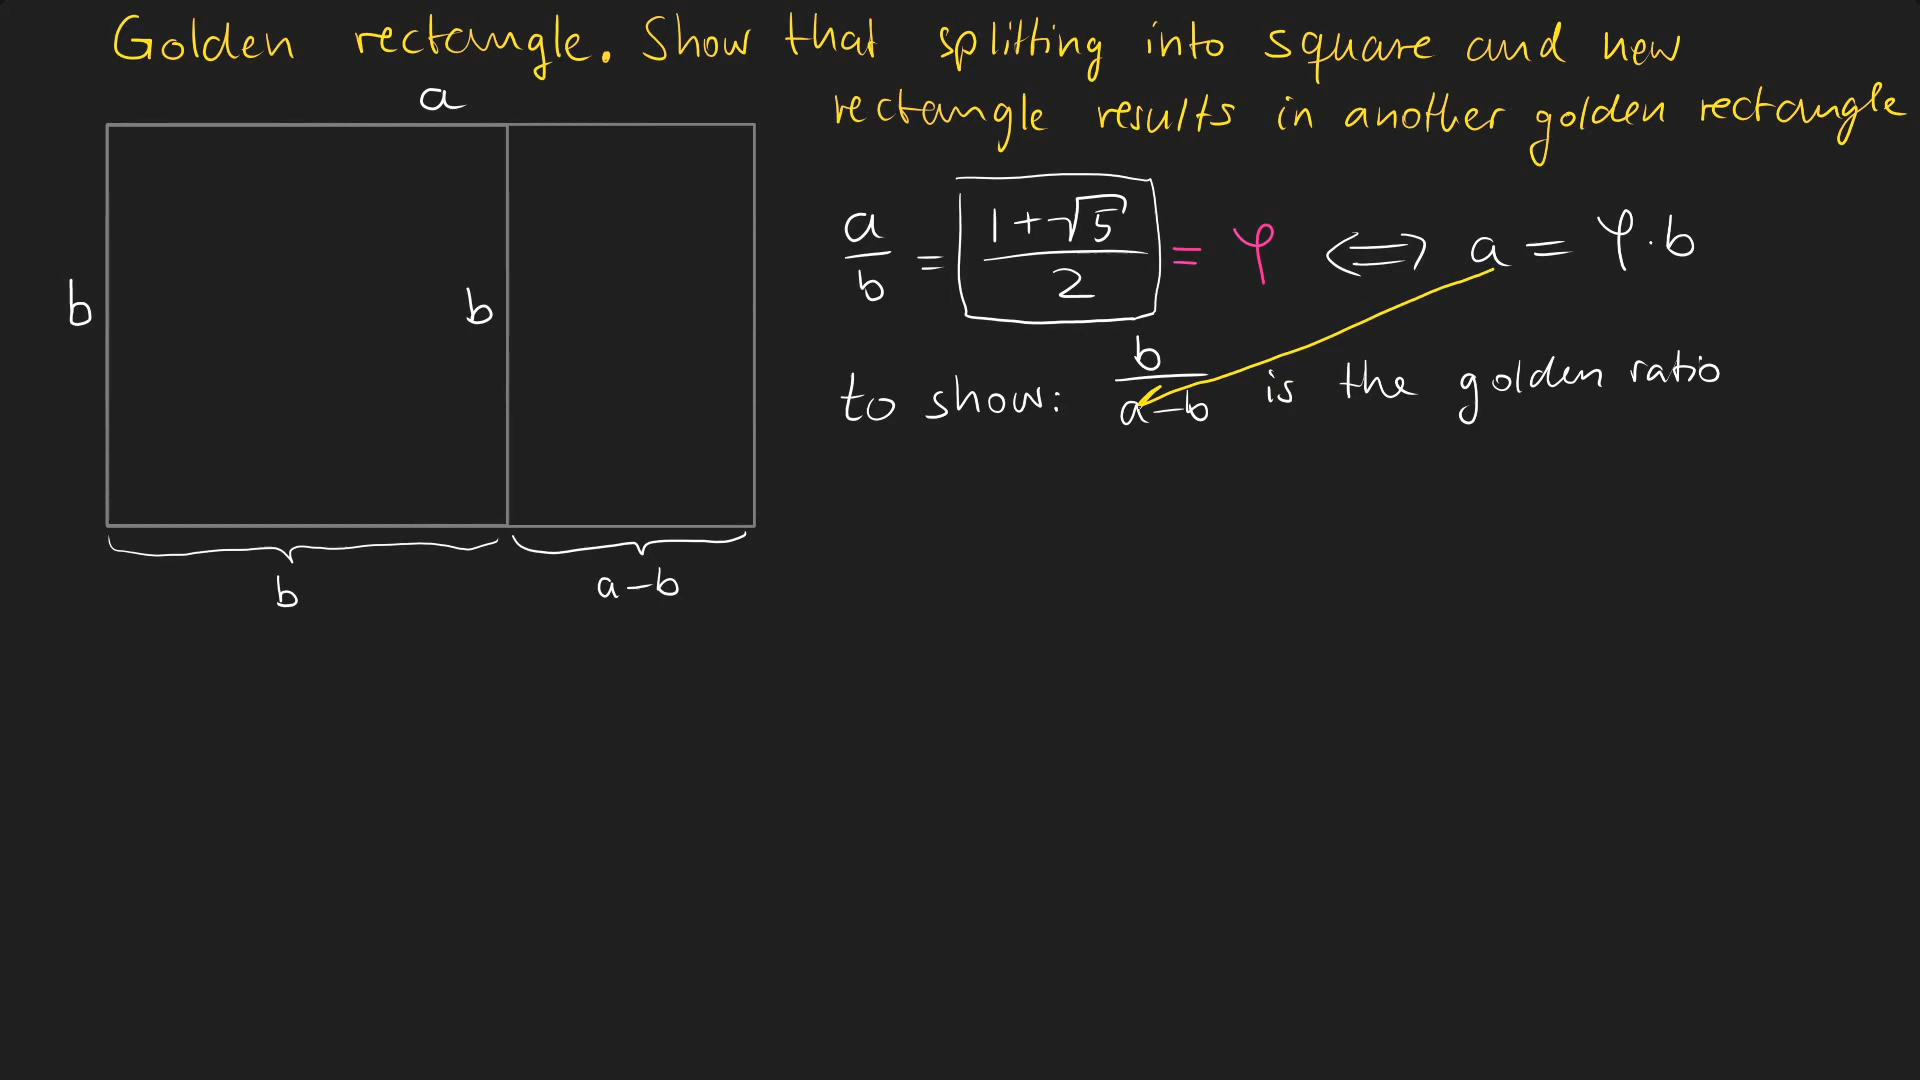 Golden rectangle. Show that splitting into square and new
rectangle results in another golden rectangle
a
b
b
b
a-b
a/b = (1+√5)/2 = φ ⟺ a = φ·b
to show: b/(a-b) is the golden ratio